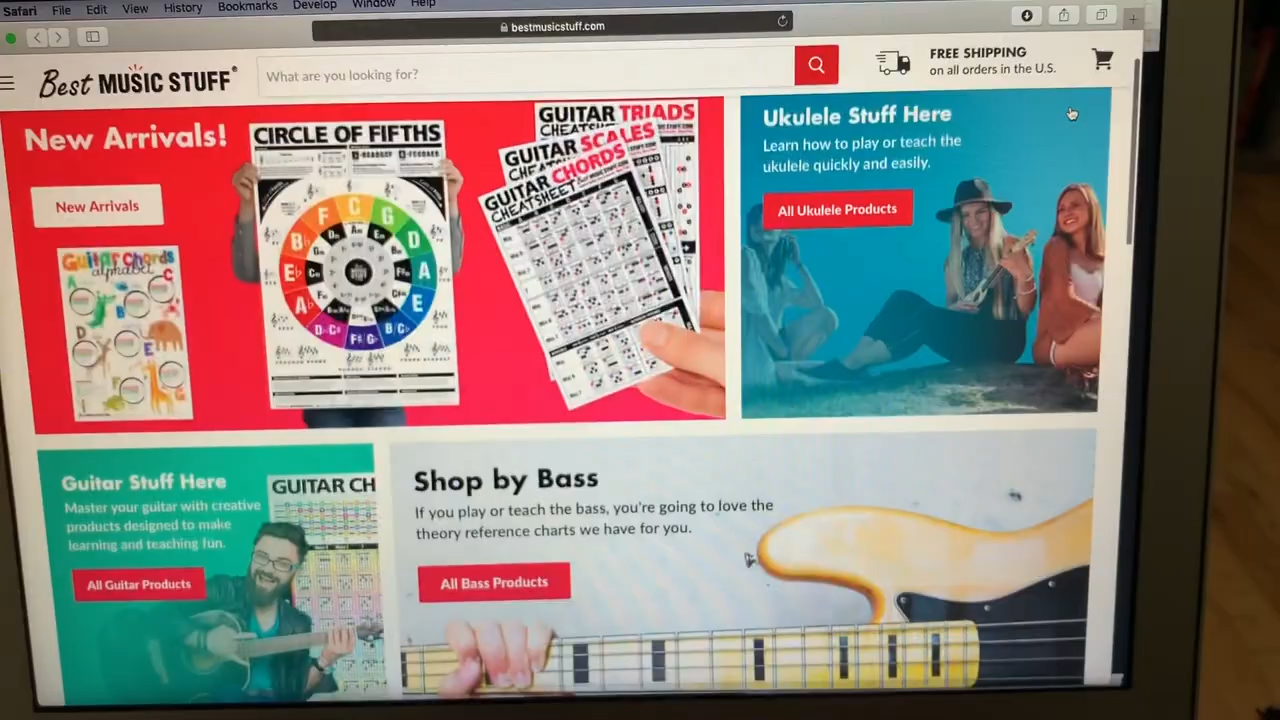 Safari File Edit View History Bookmarks Develop Window Help
bestmusicstuff.com
Best MUSIC STUFF®
What are you looking for?
FREE SHIPPING
on all orders in the U.S.
New Arrivals!
New Arrivals
Guitar Chords
alphabet
CIRCLE OF FIFTHS
F C G
B♭ D
E♭ A
A♭ E
D♭/C# F#/G♭ B/C♭
GUITAR TRIADS
GUITAR SCALES
GUITAR CHORDS
CHEATSHEET
Ukulele Stuff Here
Learn how to play or teach the
ukulele quickly and easily.
All Ukulele Products
Guitar Stuff Here
Master your guitar with creative
products designed to make
learning and teaching fun.
All Guitar Products
GUITAR CH
Shop by Bass
If you play or teach the bass, you're going to love the
theory reference charts we have for you.
All Bass Products